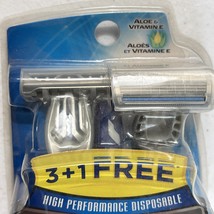 ALOE &
VITAMIN E
ALOÈS
ET VITAMINE E
3+1 FREE
HIGH PERFORMANCE DISPOSABLE